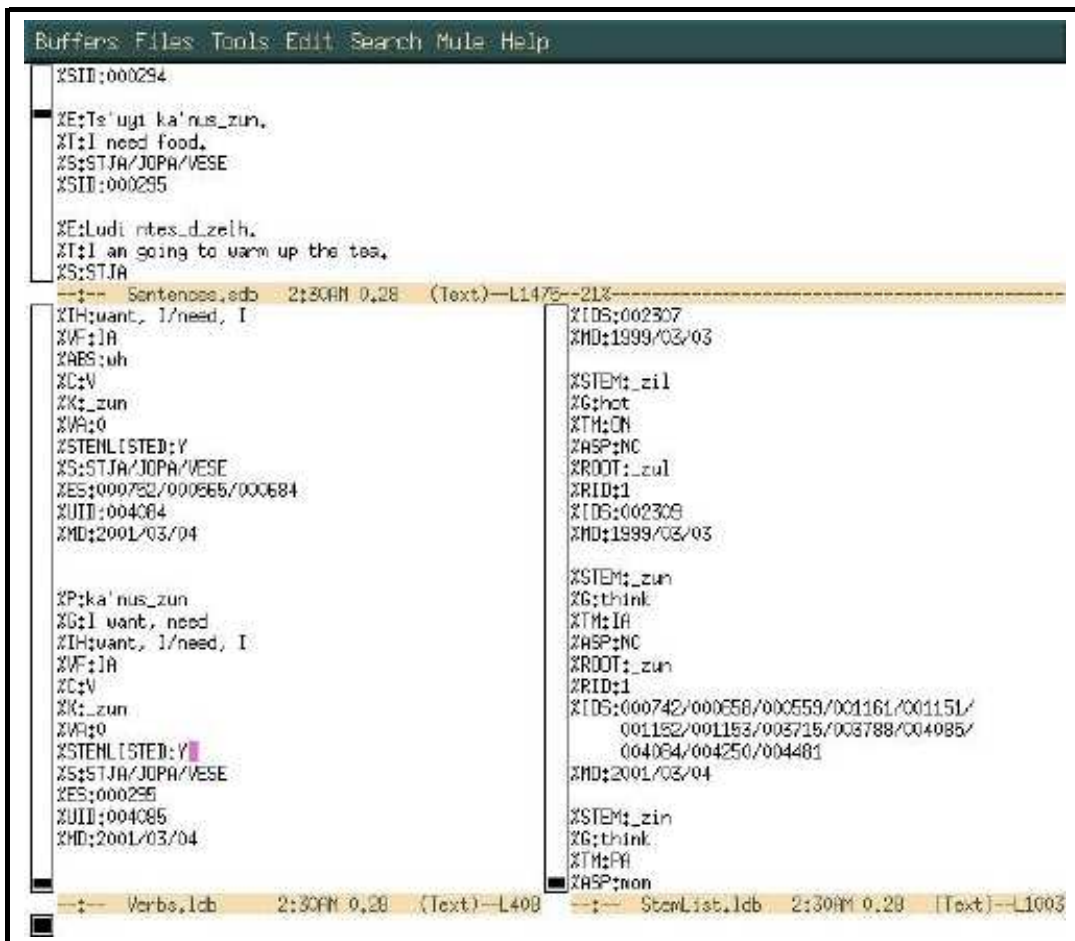 Buffers Files Tools Edit Search Mule Help
%SID:000294
%E:Ts'uyi ka'nus_zun.
%T:I need food.
%S:STJA/JOPA/VESE
%SID:000295
%E:Ludi ntes_d_zelh.
%T:I am going to warm up the tea.
%S:STJA
--:-- Sentences.sdb 2:30AM 0.28 (Text)--L1475--21%
%IH:want, I/need, I
%VF:IA
%ABS:wh
%C:V
%K:_zun
%VA:0
%STEMLISTED:Y
%S:STJA/JOPA/VESE
%UID:004084
%MD:2001/03/04
%P:ka'nus_zun
%G:I want, need
%IH:want, I/need, I
%VF:IA
%C:V
%K:_zun
%VA:0
%STEMLISTED:Y
%S:STJA/JOPA/VESE
%ES:000295
%UID:004085
%MD:2001/03/04
--:-- Verbs.ldb 2:30AM 0.28 (Text)--L408
%IDS:002307
%MD:1999/03/03
%STEM:_zil
%G:hot
%TM:ON
%ASP:NC
%ROOT:_zul
%RID:1
%MD:1999/03/03
%STEM:_zun
%G:think
%TM:IA
%ASP:NC
%ROOT:_zun
%RID:1
%IDS:000742/000658/000559/001161/001151/
001152/001153/003715/003788/004085/
004084/004250/004481
%MD:2001/03/04
%STEM:_zin
%G:think
%TM:PA
%ASP:mon
--:-- StemList.ldb 2:30AM 0.28 (Text)--L1003